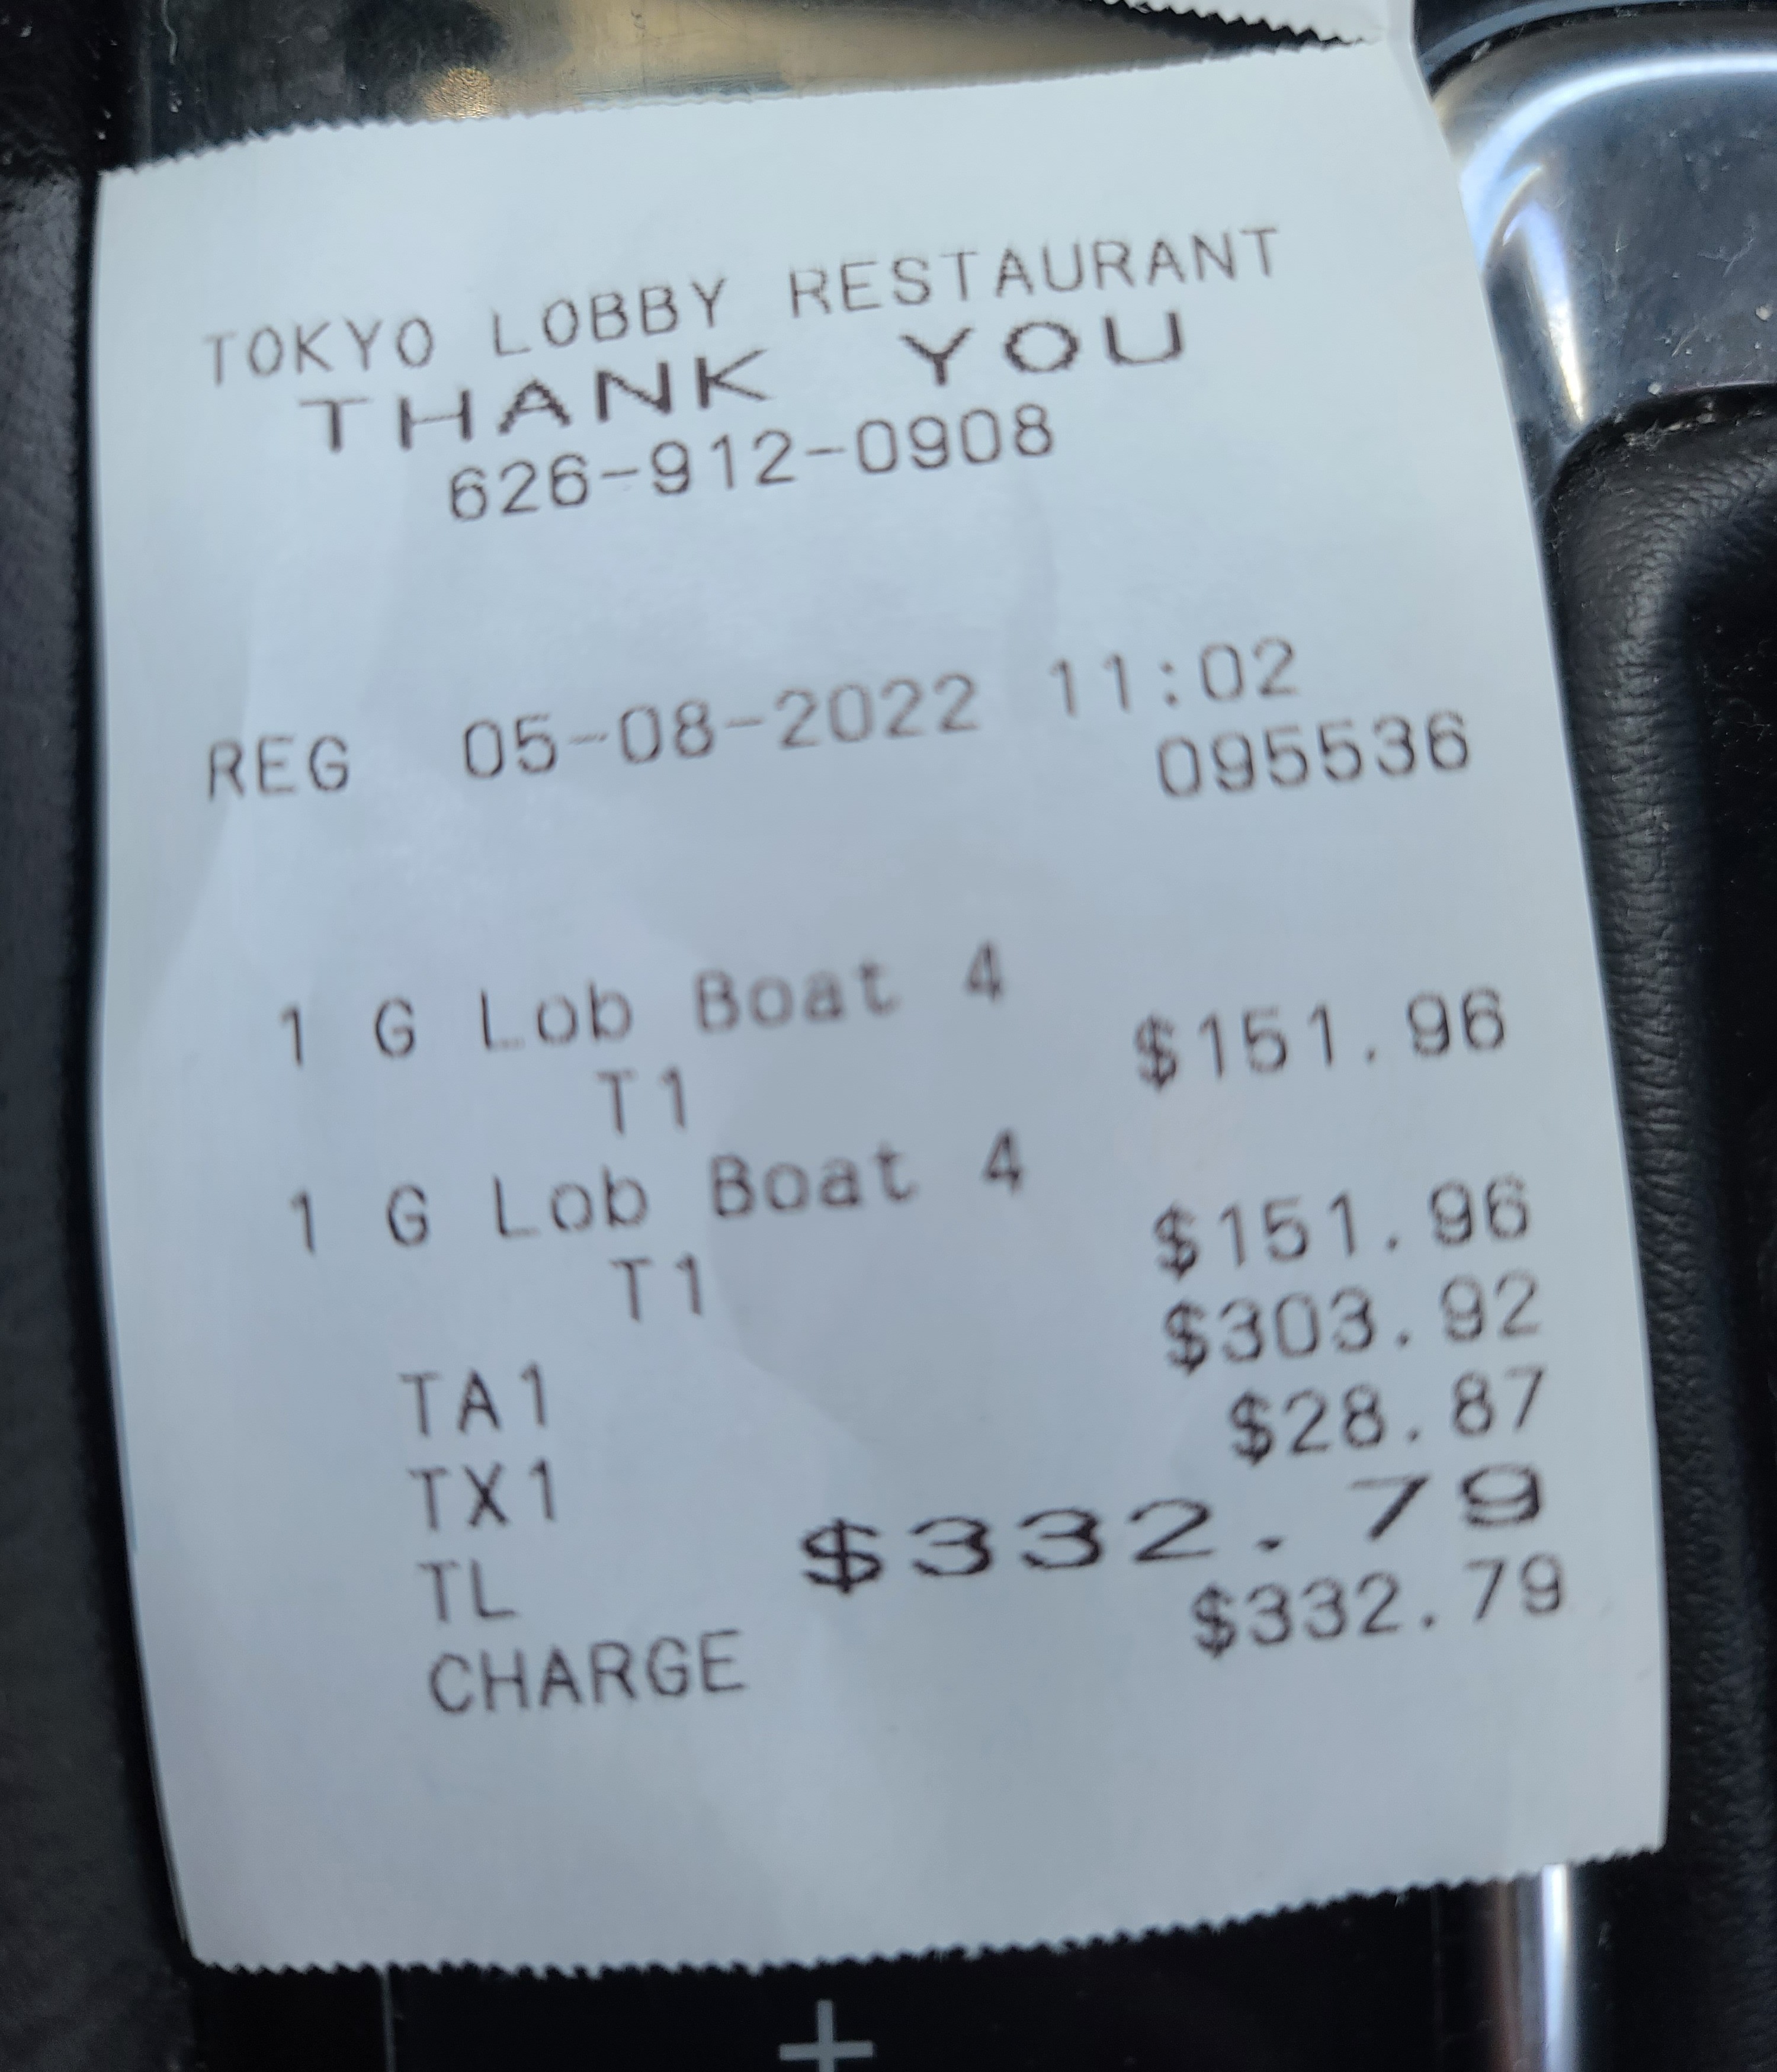 TOKYO LOBBY RESTAURANT
THANK YOU
626-912-0908
REG 05-08-2022 11:02
095536
1 G Lob Boat 4
T1 $151.96
1 G Lob Boat 4
T1 $151.96
TA1 $303.92
TX1 $28.87
TL $332.79
CHARGE $332.79